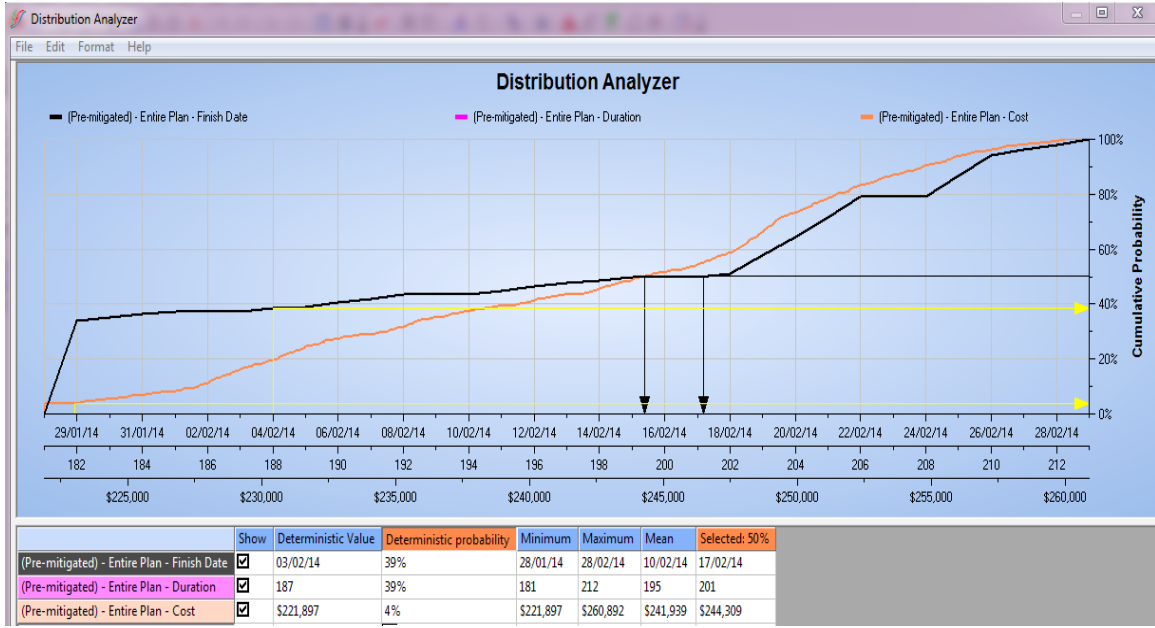 Distribution Analyzer
File Edit Format Help
Distribution Analyzer
(Pre-mitigated) - Entire Plan - Finish Date (Pre-mitigated) - Entire Plan - Duration (Pre-mitigated) - Entire Plan - Cost
100%
80%
60%
40%
20%
0%
Cumulative Probability
29/01/14 31/01/14 02/02/14 04/02/14 06/02/14 08/02/14 10/02/14 12/02/14 14/02/14 16/02/14 18/02/14 20/02/14 22/02/14 24/02/14 26/02/14 28/02/14
182 184 186 188 190 192 194 196 198 200 202 204 206 208 210 212
$225,000 $230,000 $235,000 $240,000 $245,000 $250,000 $255,000 $260,000
Show Deterministic Value Deterministic probability Minimum Maximum Mean Selected: 50%
(Pre-mitigated) - Entire Plan - Finish Date 03/02/14 39% 28/01/14 28/02/14 10/02/14 17/02/14
(Pre-mitigated) - Entire Plan - Duration 187 39% 181 212 195 201
(Pre-mitigated) - Entire Plan - Cost $221,897 4% $221,897 $260,892 $241,939 $244,309